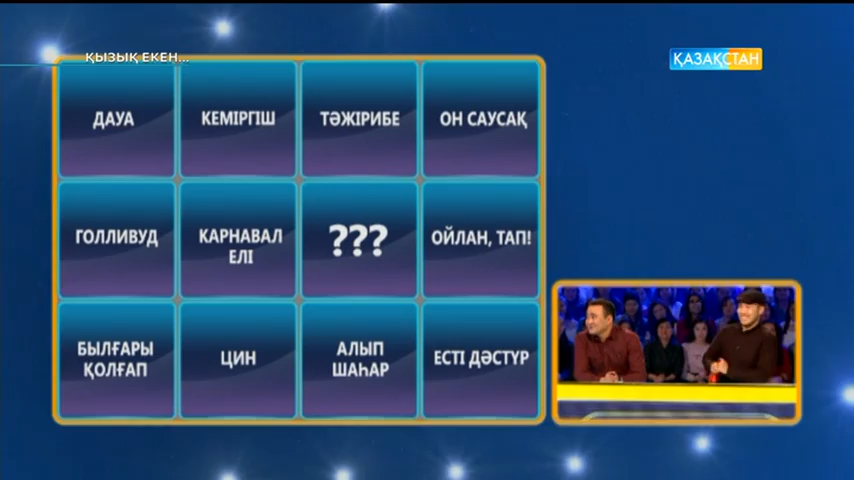 ҚЫЗЫҚ ЕКЕН...
ҚАЗАҚСТАН
ДАУА
КЕМІРГІШ
ТӘЖІРИБЕ
ОН САУСАҚ
ГОЛЛИВУД
КАРНАВАЛ
ЕЛІ
???
ОЙЛАН, ТАП!
БЫЛҒАРЫ
ҚОЛҒАП
ЦИН
АЛЫП
ШАҺАР
ЕСТІ ДӘСТҮР